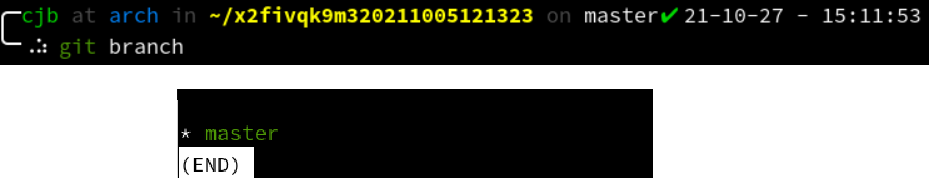 cjb at arch in ~/x2fivqk9m320211005121323 on master✔ 21-10-27 - 15:11:53
git branch
* master
(END)